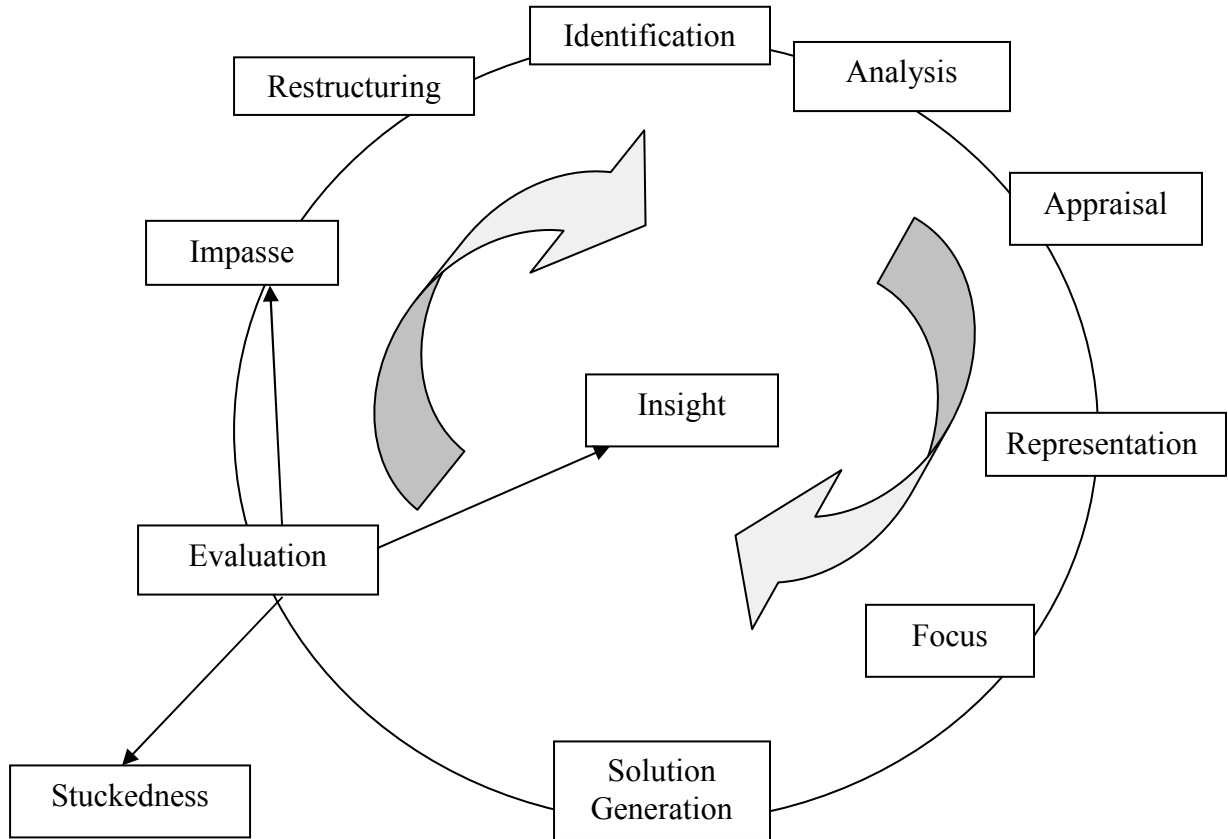 Identification
Analysis
Restructuring
Appraisal
Impasse
Insight
Representation
Evaluation
Focus
Solution
Generation
Stuckedness